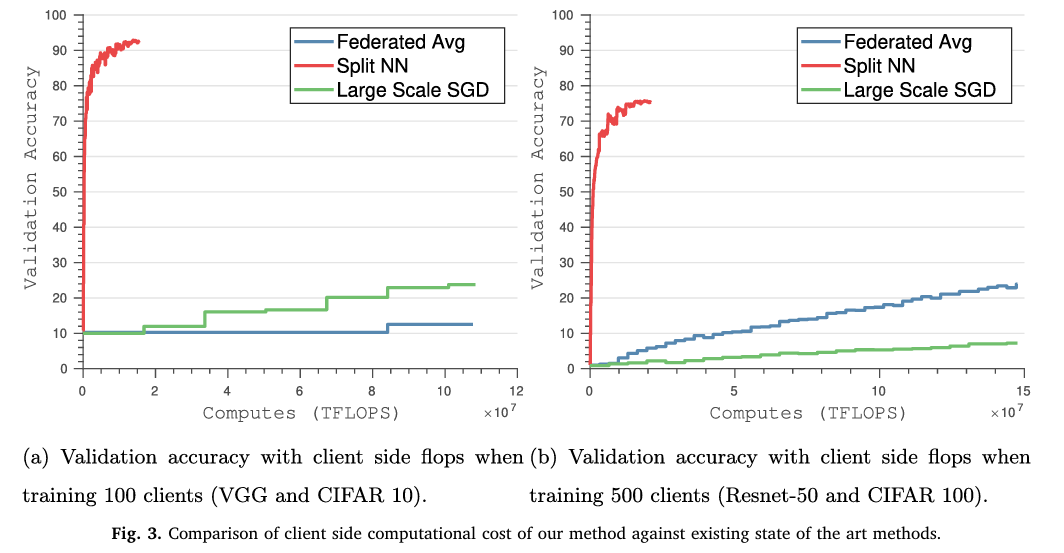 100
90
80
70
60
50
40
30
20
10
0
Validation Accuracy
Federated Avg
Split NN
Large Scale SGD
0 2 4 6 8 10 12
Computes (TFLOPS) ×10⁷
100
90
80
70
60
50
40
30
20
10
0
Validation Accuracy
Federated Avg
Split NN
Large Scale SGD
0 5 10 15
Computes (TFLOPS) ×10⁷
(a) Validation accuracy with client side flops when
training 100 clients (VGG and CIFAR 10).
(b) Validation accuracy with client side flops when
training 500 clients (Resnet-50 and CIFAR 100).
Fig. 3. Comparison of client side computational cost of our method against existing state of the art methods.